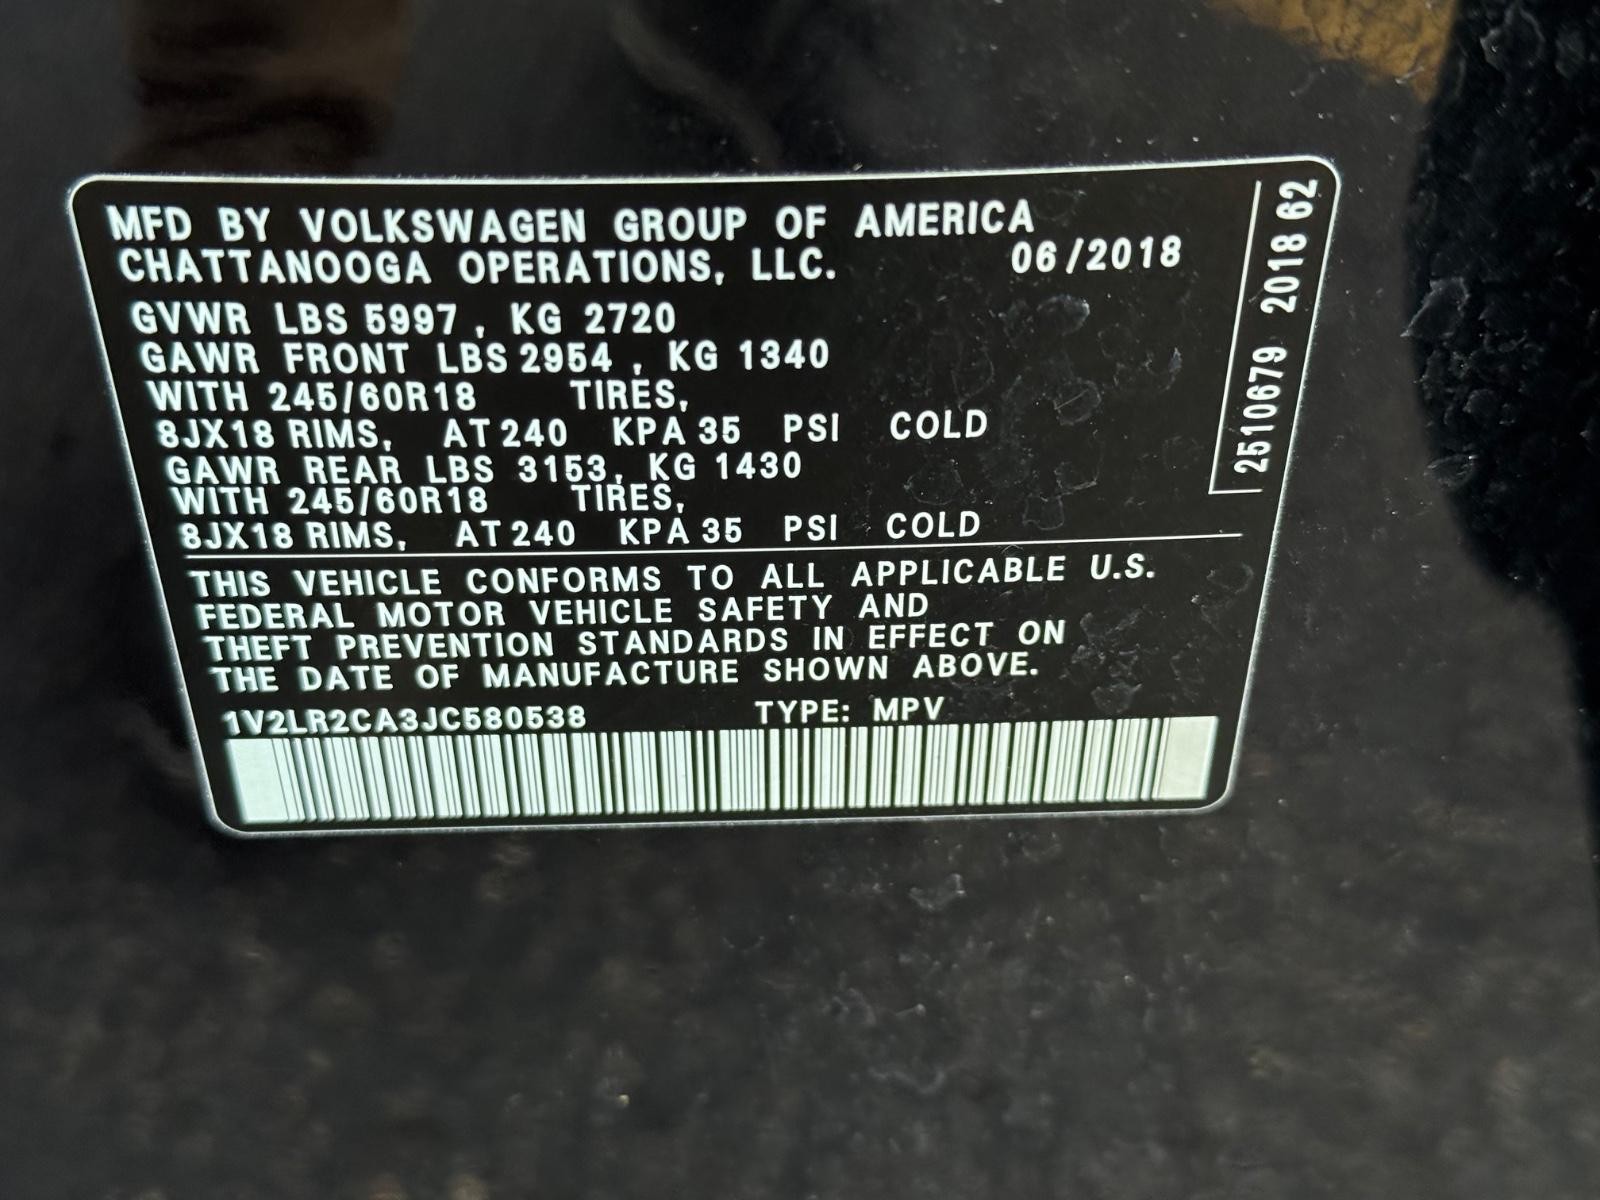 MFD BY VOLKSWAGEN GROUP OF AMERICA
CHATTANOOGA OPERATIONS, LLC. 06/2018
GVWR LBS 5997 , KG 2720
GAWR FRONT LBS 2954 , KG 1340
WITH 245/60R18 TIRES,
8JX18 RIMS, AT 240 KPA 35 PSI COLD
GAWR REAR LBS 3153, KG 1430
WITH 245/60R18 TIRES,
8JX18 RIMS, AT 240 KPA 35 PSI COLD
THIS VEHICLE CONFORMS TO ALL APPLICABLE U.S.
FEDERAL MOTOR VEHICLE SAFETY AND
THEFT PREVENTION STANDARDS IN EFFECT ON
THE DATE OF MANUFACTURE SHOWN ABOVE.
1V2LR2CA3JC580538 TYPE: MPV
2510679 2018 62